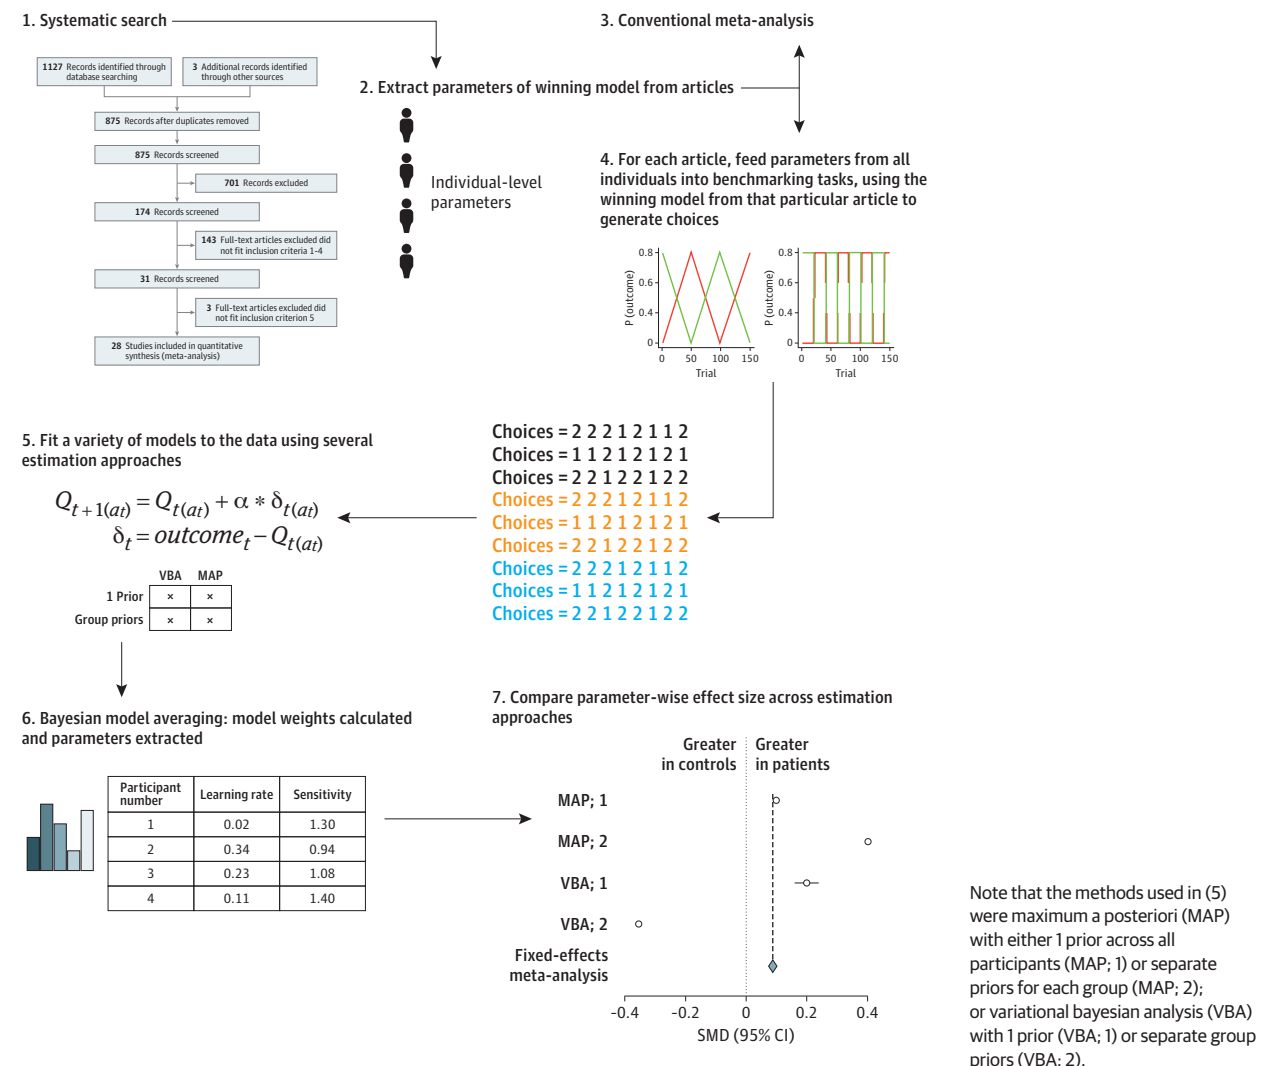 1. Systematic search
1127 Records identified through
database searching
3 Additional records identified
through other sources
875 Records after duplicates removed
875 Records screened
701 Records excluded
174 Records screened
143 Full-text articles excluded did
not fit inclusion criteria 1-4
31 Records screened
3 Full-text articles excluded did
not fit inclusion criterion 5
28 Studies included in quantitative
synthesis (meta-analysis)
2. Extract parameters of winning model from articles
Individual-level
parameters
3. Conventional meta-analysis
4. For each article, feed parameters from all
individuals into benchmarking tasks, using the
winning model from that particular article to
generate choices
P (outcome)
0.8
0.6
0.4
0
0 50 100 150
Trial
P (outcome)
0.8
0.6
0.4
0
0 50 100 150
Trial
Choices = 2 2 2 1 2 1 1 2
Choices = 1 1 2 1 2 1 2 1
Choices = 2 2 1 2 2 1 2 2
Choices = 2 2 2 1 2 1 1 2
Choices = 1 1 2 1 2 1 2 1
Choices = 2 2 1 2 2 1 2 2
Choices = 2 2 2 1 2 1 1 2
Choices = 1 1 2 1 2 1 2 1
Choices = 2 2 1 2 2 1 2 2
5. Fit a variety of models to the data using several
estimation approaches
Q_{t+1(at)} = Q_{t(at)} + α * δ_{t(at)}
δ_t = outcome_t − Q_{t(at)}
VBA MAP
1 Prior × ×
Group priors × ×
6. Bayesian model averaging: model weights calculated
and parameters extracted
Participant
number Learning rate Sensitivity
1 0.02 1.30
2 0.34 0.94
3 0.23 1.08
4 0.11 1.40
7. Compare parameter-wise effect size across estimation
approaches
Greater
in controls
Greater
in patients
MAP; 1
MAP; 2
VBA; 1
VBA; 2
Fixed-effects
meta-analysis
-0.4 -0.2 0 0.2 0.4
SMD (95% CI)
Note that the methods used in (5)
were maximum a posteriori (MAP)
with either 1 prior across all
participants (MAP; 1) or separate
priors for each group (MAP; 2);
or variational bayesian analysis (VBA)
with 1 prior (VBA; 1) or separate group
priors (VBA; 2).